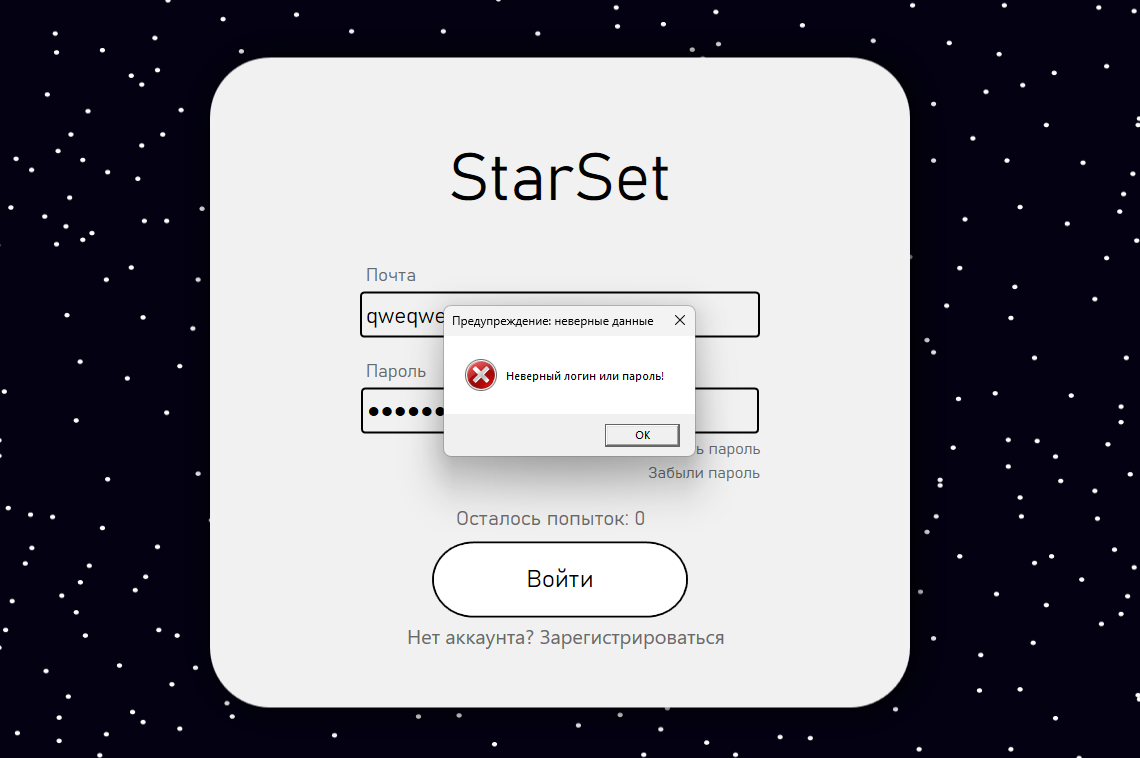 StarSet
Почта
qweqwe
Предупреждение: неверные данные
Пароль
Неверный логин или пароль!
OK
пароль
Забыли пароль
Осталось попыток: 0
Войти
Нет аккаунта? Зарегистрироваться